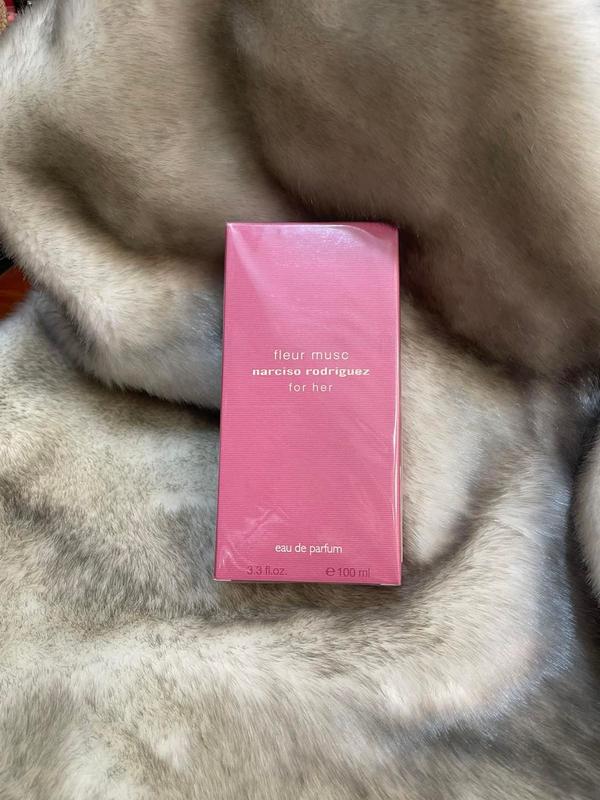 fleur musc
narciso rodriguez
for her
eau de parfum
3.3 fl.oz. ℮ 100 ml